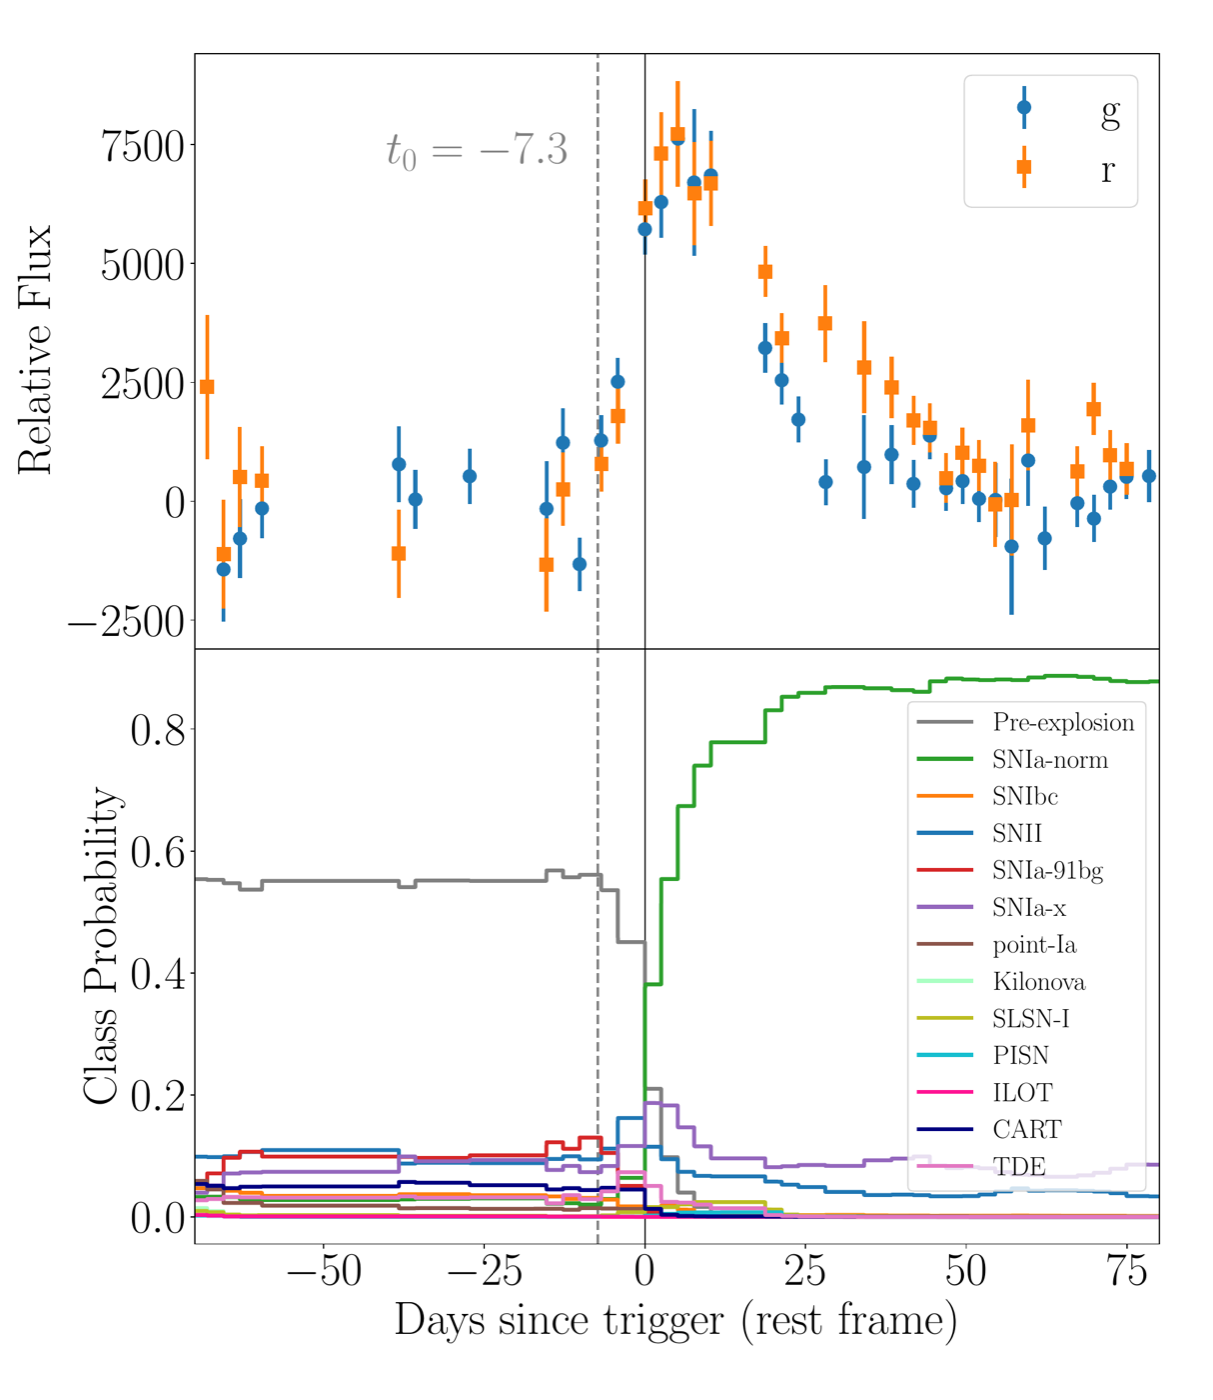 7500
5000
2500
0
−2500
Relative Flux
t₀ = −7.3
g
r
0.8
0.6
0.4
0.2
0.0
Class Probability
Pre-explosion
SNIa-norm
SNIbc
SNII
SNIa-91bg
SNIa-x
point-Ia
Kilonova
SLSN-I
PISN
ILOT
CART
TDE
−50 −25 0 25 50 75
Days since trigger (rest frame)